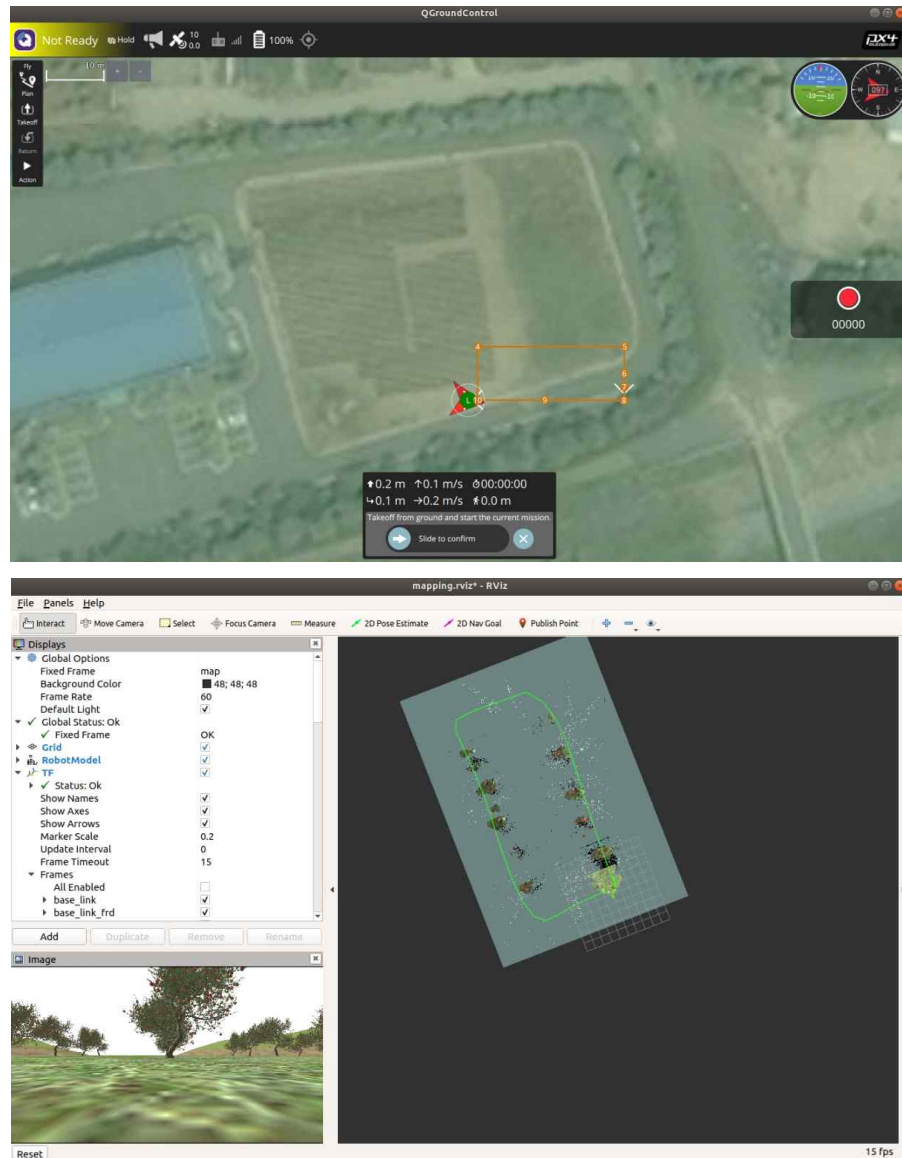 QGroundControl
Not Ready Hold 10 0.0 100%
PX4
Fly
Plan
Takeoff
Return
Action
10 m + -
N
W 097 E
S
10 10
-10 -10
00000
4 5
6
7
L 10 9 8
0.2 m 0.1 m/s 00:00:00
0.1 m 0.2 m/s 0.0 m
Takeoff from ground and start the current mission.
Slide to confirm
mapping.rviz* - RViz
File Panels Help
Interact Move Camera Select Focus Camera Measure 2D Pose Estimate 2D Nav Goal Publish Point
Displays
Global Options
Fixed Frame map
Background Color 48; 48; 48
Frame Rate 60
Default Light ✓
✓ Global Status: Ok
✓ Fixed Frame OK
Grid ✓
RobotModel ✓
TF ✓
✓ Status: Ok
Show Names ✓
Show Axes ✓
Show Arrows ✓
Marker Scale 0.2
Update Interval 0
Frame Timeout 15
Frames
All Enabled
base_link ✓
base_link_frd ✓
Add Duplicate Remove Rename
Image
Reset 15 fps